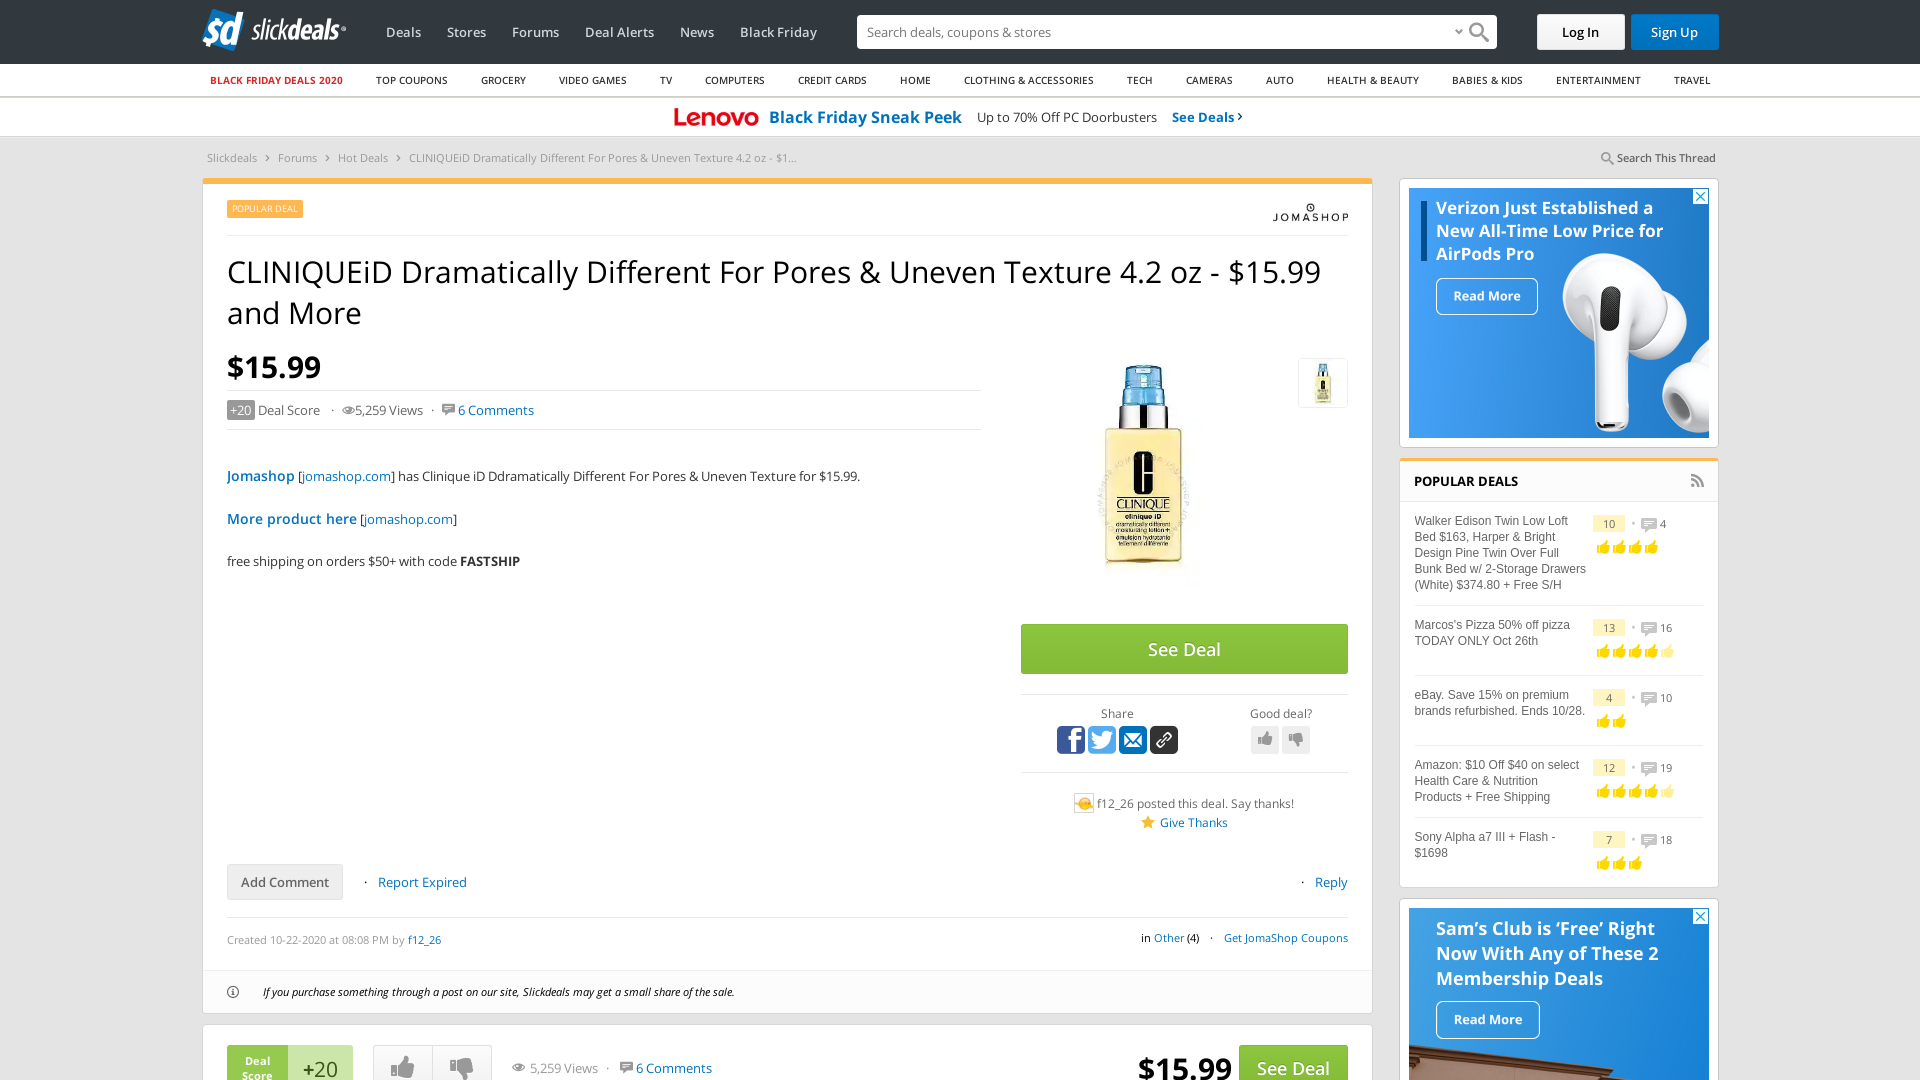 slickdeals
Deals
Stores
Forums
Deal Alerts
News
Black Friday
Search deals, coupons & stores
Log In
Sign Up
BLACK FRIDAY DEALS 2020
TOP COUPONS
GROCERY
VIDEO GAMES
TV
COMPUTERS
CREDIT CARDS
HOME
CLOTHING & ACCESSORIES
TECH
CAMERAS
AUTO
HEALTH & BEAUTY
BABIES & KIDS
ENTERTAINMENT
TRAVEL
Lenovo Black Friday Sneak Peek Up to 70% Off PC Doorbusters See Deals
Slickdeals › Forums › Hot Deals › CLINIQUEiD Dramatically Different For Pores & Uneven Texture 4.2 oz - $1...
Search This Thread
POPULAR DEAL
JOMASHOP
CLINIQUEiD Dramatically Different For Pores & Uneven Texture 4.2 oz - $15.99
and More
$15.99
+20 Deal Score · 5,259 Views · 6 Comments
Jomashop [jomashop.com] has Clinique iD Ddramatically Different For Pores & Uneven Texture for $15.99.
More product here [jomashop.com]
free shipping on orders $50+ with code FASTSHIP
CLINIQUE
clinique iD
dramatically different
moisturizing lotion+
émulsion hydratante
tellement différente
See Deal
Share
Good deal?
f12_26 posted this deal. Say thanks!
Give Thanks
Add Comment
· Report Expired
· Reply
Created 10-22-2020 at 08:08 PM by f12_26
in Other (4) · Get JomaShop Coupons
If you purchase something through a post on our site, Slickdeals may get a small share of the sale.
Deal
Score
+20
5,259 Views · 6 Comments
$15.99
See Deal
Verizon Just Established a
New All-Time Low Price for
AirPods Pro
Read More
POPULAR DEALS
Walker Edison Twin Low Loft
Bed $163, Harper & Bright
Design Pine Twin Over Full
Bunk Bed w/ 2-Storage Drawers
(White) $374.80 + Free S/H
10 · 4
Marcos's Pizza 50% off pizza
TODAY ONLY Oct 26th
13 · 16
eBay. Save 15% on premium
brands refurbished. Ends 10/28.
4 · 10
Amazon: $10 Off $40 on select
Health Care & Nutrition
Products + Free Shipping
12 · 19
Sony Alpha a7 III + Flash -
$1698
7 · 18
Sam's Club is 'Free' Right
Now With Any of These 2
Membership Deals
Read More